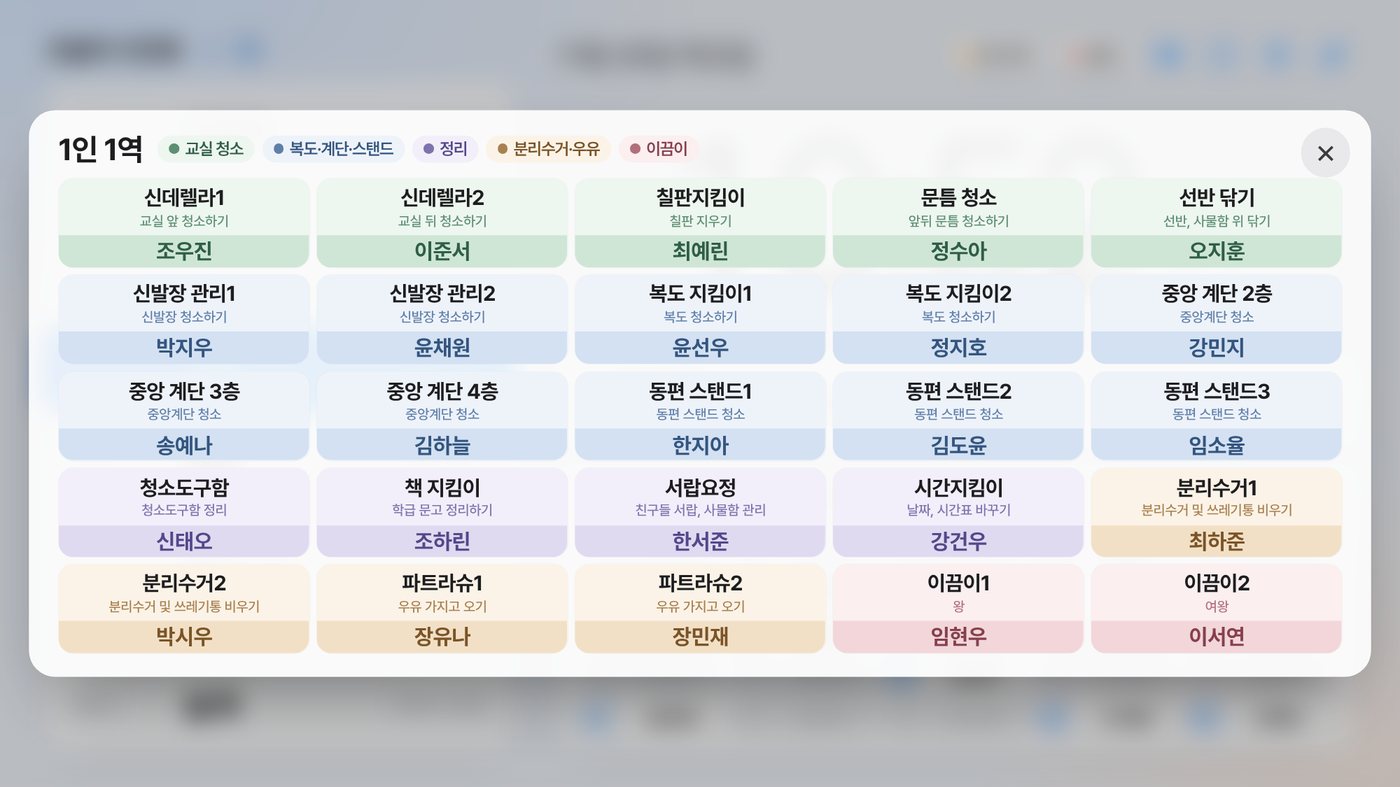 1인 1역
교실 청소
복도·계단·스탠드
정리
분리수거·우유
이끔이
신데렐라1
교실 앞 청소하기
조우진
신데렐라2
교실 뒤 청소하기
이준서
칠판지킴이
칠판 지우기
최예린
문틈 청소
앞뒤 문틈 청소하기
정수아
선반 닦기
선반, 사물함 위 닦기
오지훈
신발장 관리1
신발장 청소하기
박지우
신발장 관리2
신발장 청소하기
윤채원
복도 지킴이1
복도 청소하기
윤선우
복도 지킴이2
복도 청소하기
정지호
중앙 계단 2층
중앙계단 청소
강민지
중앙 계단 3층
중앙계단 청소
송예나
중앙 계단 4층
중앙계단 청소
김하늘
동편 스탠드1
동편 스탠드 청소
한지아
동편 스탠드2
동편 스탠드 청소
김도윤
동편 스탠드3
동편 스탠드 청소
임소율
청소도구함
청소도구함 정리
신태오
책 지킴이
학급 문고 정리하기
조하린
서랍요정
친구들 서랍, 사물함 관리
한서준
시간지킴이
날짜, 시간표 바꾸기
강건우
분리수거1
분리수거 및 쓰레기통 비우기
최하준
분리수거2
분리수거 및 쓰레기통 비우기
박시우
파트라슈1
우유 가지고 오기
장유나
파트라슈2
우유 가지고 오기
장민재
이끔이1
왕
임현우
이끔이2
여왕
이서연